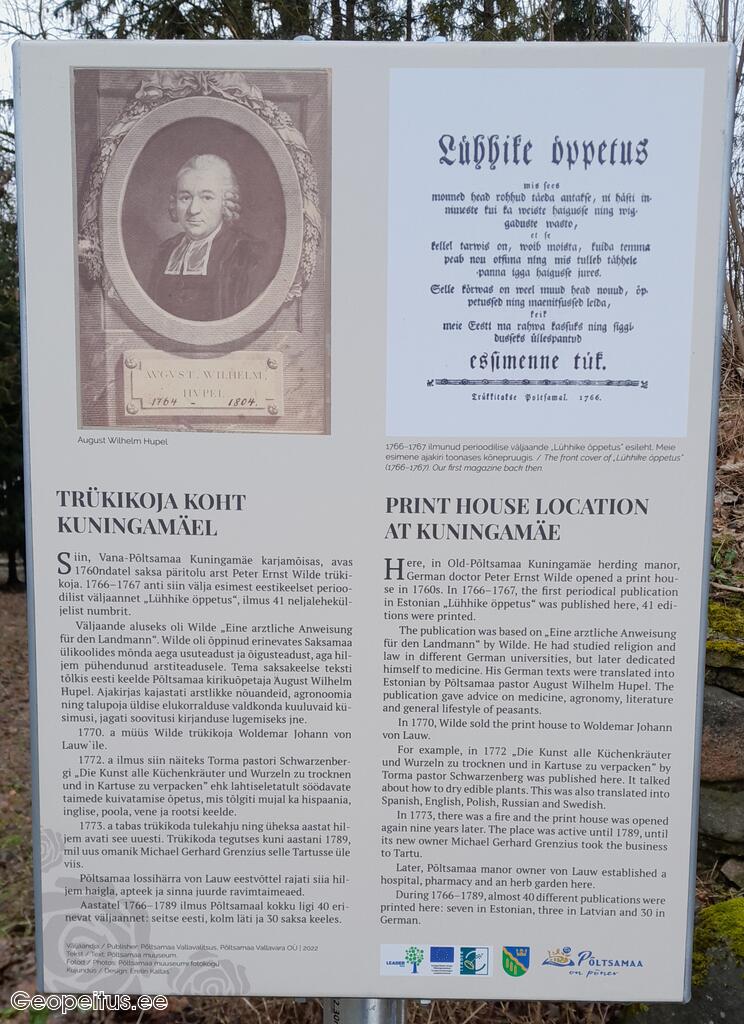 AVGVST. WILHELM.
HVPEL
1764 - 1804.
August Wilhelm Hupel
Lühhike öppetus
mis sees
monned head rohhud täeda antakse, ni hästi in-
nimeste kui ka weiste haigusse ning wig-
gaduste wasto,
et se
kellel tarwis on, woib moista, kuida temma
peab nou otsima ning mis tulleb tähhele
panna igga haigusse jures.
Selle körwas on weel muud head nouud, öp-
petussed ning maenitsussed leida,
keik
meie Eesti ma rahwa kassuks ning siggi-
dusseks üllespantud
essimenne tük.
Trükkitakse Poltsamal. 1766.
1766–1767 ilmunud perioodilise väljaande „Lühhike öppetus" esileht. Meie
esimene ajakiri toonases kõnepruugis. / The front cover of „Lühhike öppetus"
(1766–1767). Our first magazine back then.
TRÜKIKOJA KOHT
KUNINGAMÄEL
Siin, Vana-Põltsamaa Kuningamäe karjamõisas, avas
1760ndatel saksa päritolu arst Peter Ernst Wilde trüki-
koja. 1766–1767 anti siin välja esimest eestikeelset perioo-
dilist väljaannet „Lühhike öppetus", ilmus 41 neljalehekül-
jelist numbrit.
Väljaande aluseks oli Wilde „Eine arztliche Anweisung
für den Landmann". Wilde oli õppinud erinevates Saksamaa
ülikoolides mõnda aega usuteadust ja õigusteadust, aga hil-
jem pühendunud arstiteadusele. Tema saksakeelse teksti
tõlkis eesti keelde Põltsamaa kirikuõpetaja August Wilhelm
Hupel. Ajakirjas kajastati arstlikke nõuandeid, agronoomia
ning talupoja üldise elukorralduse valdkonda kuuluvaid kü-
simusi, jagati soovitusi kirjanduse lugemiseks jne.
1770. a müüs Wilde trükikoja Woldemar Johann von
Lauw`ile.
1772. a ilmus siin näiteks Torma pastori Schwarzenber-
gi „Die Kunst alle Küchenkräuter und Wurzeln zu trocknen
und in Kartuse zu verpacken" ehk lahtiseletatult söödavate
taimede kuivatamise õpetus, mis tõlgiti mujal ka hispaania,
inglise, poola, vene ja rootsi keelde.
1773. a tabas trükikoda tulekahju ning üheksa aastat hil-
jem avati see uuesti. Trükikoda tegutses kuni aastani 1789,
mil uus omanik Michael Gerhard Grenzius selle Tartusse üle
viis.
Põltsamaa lossihärra von Lauw eestvõttel rajati siia hil-
jem haigla, apteek ja sinna juurde ravimtaimeaed.
Aastatel 1766–1789 ilmus Põltsamaal kokku ligi 40 eri-
nevat väljaannet: seitse eesti, kolm läti ja 30 saksa keeles.
Väljaandja / Publisher: Põltsamaa Vallavalitsus, Põltsamaa Vallavara OÜ | 2022
Tekst / Text: Põltsamaa muuseum.
Fotod / Photos: Põltsamaa muuseumi fotokogu
Kujundus / Design: Eretin Kallas
PRINT HOUSE LOCATION
AT KUNINGAMÄE
Here, in Old-Põltsamaa Kuningamäe herding manor,
German doctor Peter Ernst Wilde opened a print hou-
se in 1760s. In 1766–1767, the first periodical publication
in Estonian „Lühhike öppetus" was published here, 41 edi-
tions were printed.
The publication was based on „Eine arztliche Anweisung
für den Landmann" by Wilde. He had studied religion and
law in different German universities, but later dedicated
himself to medicine. His German texts were translated into
Estonian by Põltsamaa pastor August Wilhelm Hupel. The
publication gave advice on medicine, agronomy, literature
and general lifestyle of peasants.
In 1770, Wilde sold the print house to Woldemar Johann
von Lauw.
For example, in 1772 „Die Kunst alle Küchenkräuter
und Wurzeln zu trocknen und in Kartuse zu verpacken" by
Torma pastor Schwarzenberg was published here. It talked
about how to dry edible plants. This was also translated into
Spanish, English, Polish, Russian and Swedish.
In 1773, there was a fire and the print house was opened
again nine years later. The place was active until 1789, until
its new owner Michael Gerhard Grenzius took the business
to Tartu.
Later, Põltsamaa manor owner von Lauw established a
hospital, pharmacy and an herb garden here.
During 1766–1789, almost 40 different publications were
printed here: seven in Estonian, three in Latvian and 30 in
German.
LEADER
PÕLTSAMAA
on põnev
Geopeitus.ee